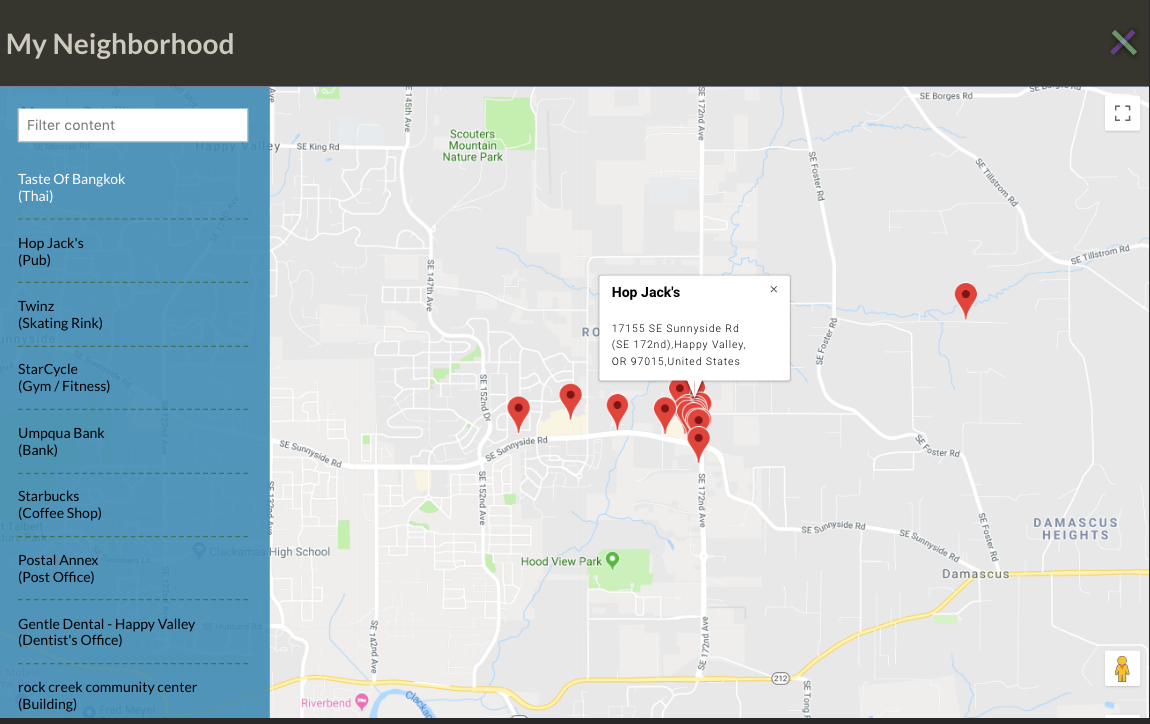 My Neighborhood
Filter content
Taste Of Bangkok
(Thai)
Hop Jack's
(Pub)
Twinz
(Skating Rink)
StarCycle
(Gym / Fitness)
Umpqua Bank
(Bank)
Starbucks
(Coffee Shop)
Postal Annex
(Post Office)
Gentle Dental - Happy Valley
(Dentist's Office)
rock creek community center
(Building)
Happy Valley
SE King Rd
SE 145th Ave
Scouters
Mountain
Nature Park
SE 172nd Ave
SE Borges Rd
SE Foster Rd
SE Tillstrom Rd
SE Tillstrom Rd
SE 147th Ave
Hop Jack's
17155 SE Sunnyside Rd
(SE 172nd),Happy Valley,
OR 97015,United States
RO
SE Foster Rd
SE 152nd Dr
SE Sunnyside Rd
SE Sunnyside Rd
SE Foster Rd
SE 152nd Ave
SE 172nd Ave
SE Sunnyside Rd
SE Sunnyside Rd
SE Foster Rd
DAMASCUS
HEIGHTS
Clackamas High School
Hood View Park
Damascus
SE 142nd Ave
SE 172nd Ave
212
SE Tong Rd
Riverbend
Clackam
Fred Meyer